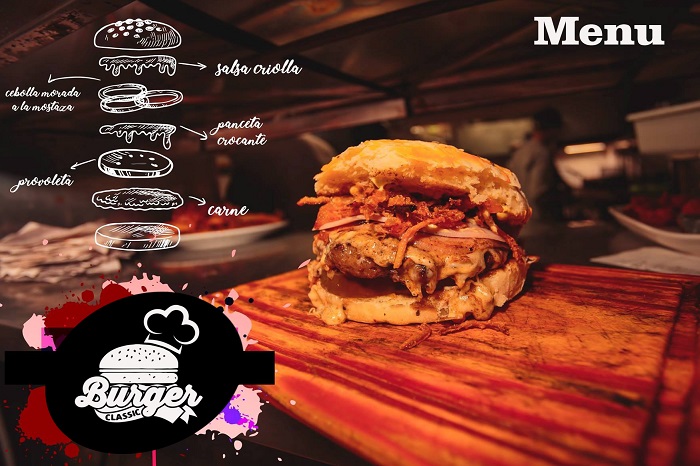 Menu
salsa criolla
cebolla morada
a la mostaza
panceta
crocante
provoleta
carne
Burger
CLASSIC